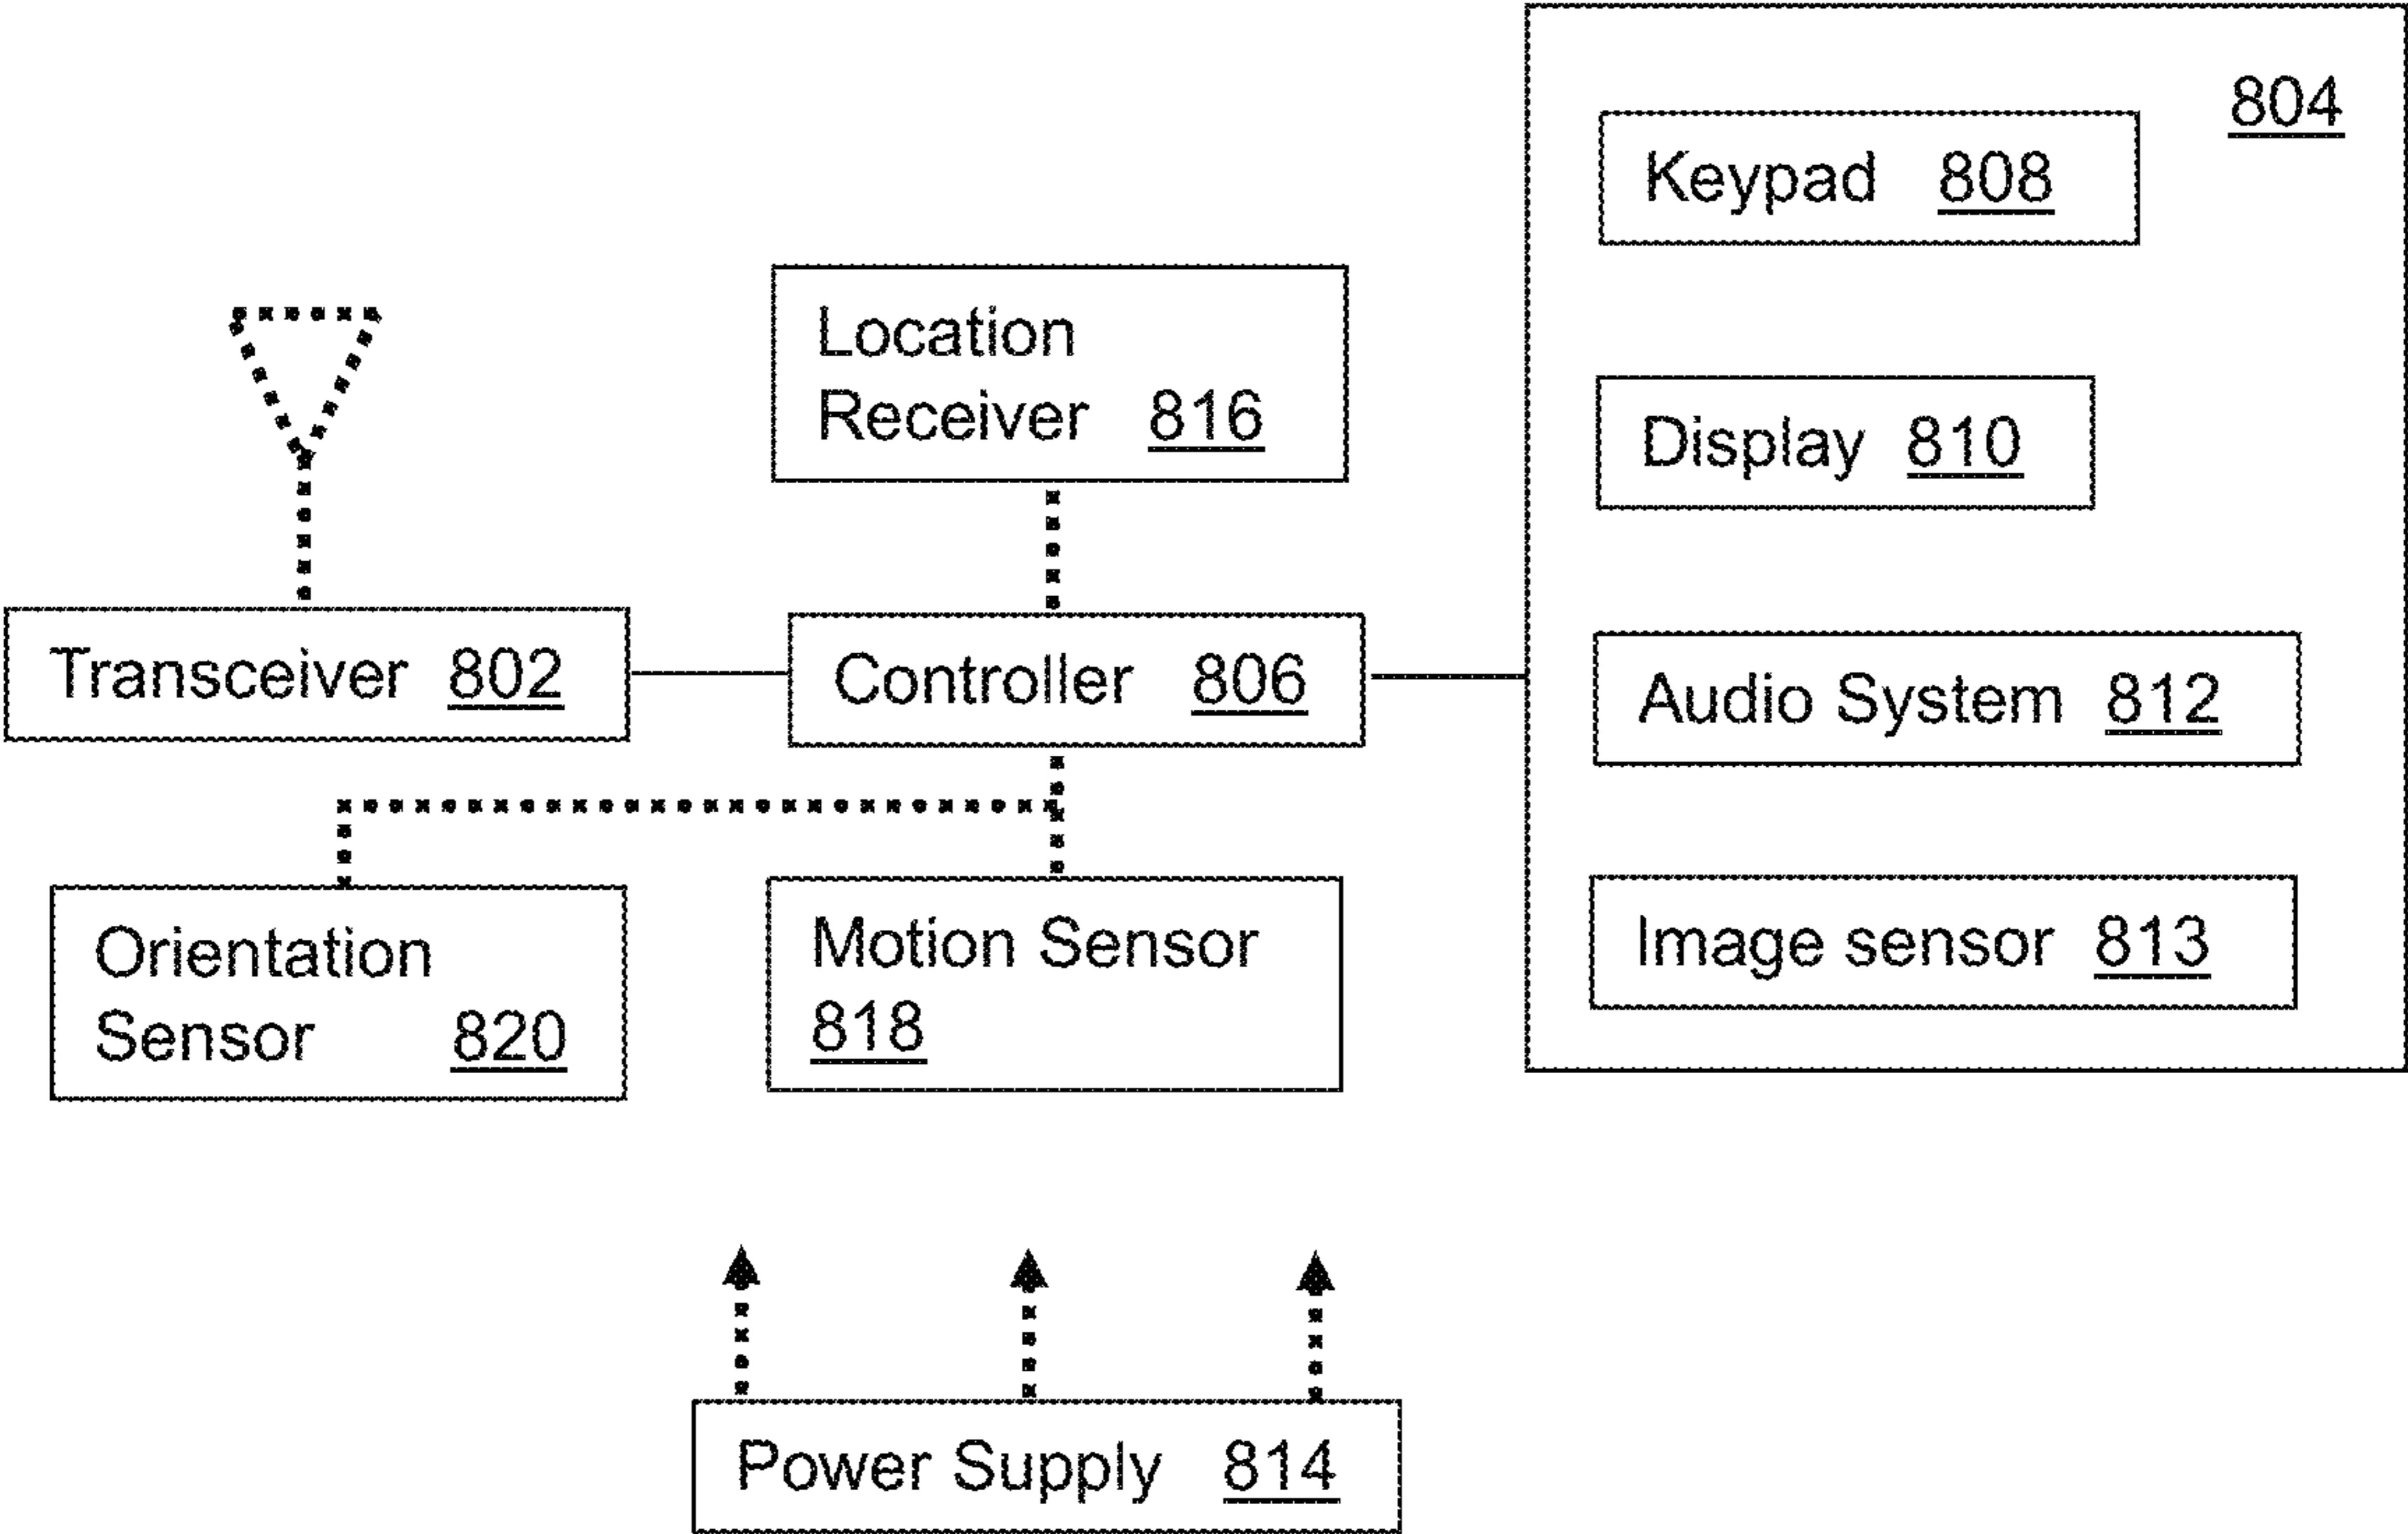 804
Keypad 808
Location
Receiver 816
Display 810
Transceiver 802
Controller 806
Audio System 812
Orientation
Sensor 820
Motion Sensor
818
Image sensor 813
Power Supply 814